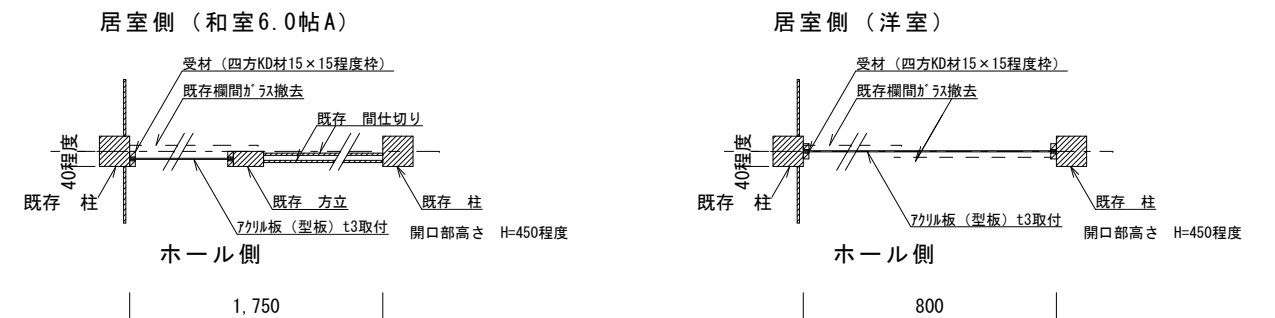 居室側（和室6.0帖A）
受材（四方KD材15×15程度枠）
既存欄間ｶﾞﾗｽ撤去
既存　間仕切り
40程度
既存　柱
既存　方立
既存　柱
ｱｸﾘﾙ板（型板）t3取付
開口部高さ　H=450程度
ホール側
1,750
居室側（洋室）
受材（四方KD材15×15程度枠）
既存欄間ｶﾞﾗｽ撤去
40程度
既存　柱
既存　柱
ｱｸﾘﾙ板（型板）t3取付
開口部高さ　H=450程度
ホール側
800